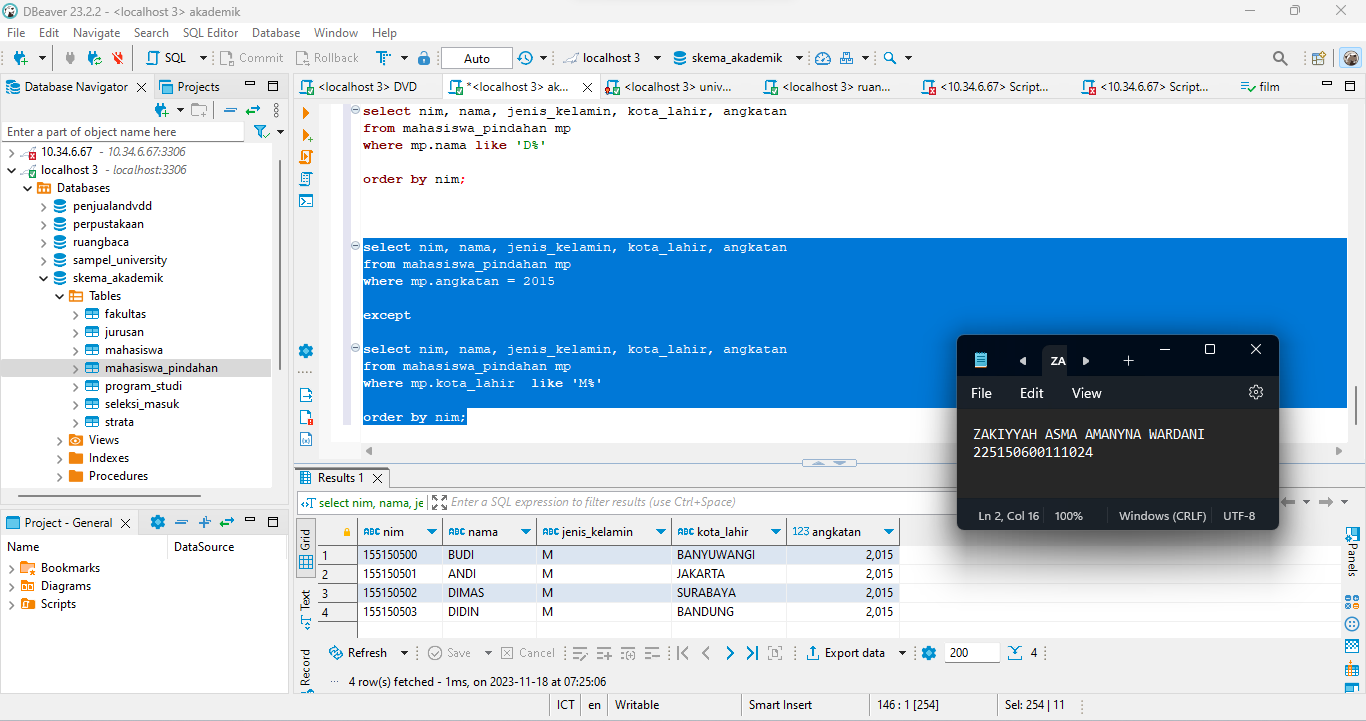 DBeaver 23.2.2 - <localhost 3> akademik
File Edit Navigate Search SQL Editor Database Window Help
SQL Commit Rollback Auto localhost 3 skema_akademik
Database Navigator Projects
<localhost 3> DVD *<localhost 3> ak... <localhost 3> univ... <localhost 3> ruan... <10.34.6.67> Script... <10.34.6.67> Script... film
Enter a part of object name here
10.34.6.67 - 10.34.6.67:3306
localhost 3 - localhost:3306
Databases
penjualandvdd
perpustakaan
ruangbaca
sampel_university
skema_akademik
Tables
fakultas
jurusan
mahasiswa
mahasiswa_pindahan
program_studi
seleksi_masuk
strata
Views
Indexes
Procedures
select nim, nama, jenis_kelamin, kota_lahir, angkatan
from mahasiswa_pindahan mp
where mp.nama like 'D%'
order by nim;
select nim, nama, jenis_kelamin, kota_lahir, angkatan
from mahasiswa_pindahan mp
where mp.angkatan = 2015
except
select nim, nama, jenis_kelamin, kota_lahir, angkatan
from mahasiswa_pindahan mp
where mp.kota_lahir  like 'M%'
order by nim;
ZA
File Edit View
ZAKIYYAH ASMA AMANYNA WARDANI
225150600111024
Ln 2, Col 16 100% Windows (CRLF) UTF-8
Project - General
Name DataSource
Bookmarks
Diagrams
Scripts
Results 1
select nim, nama, je Enter a SQL expression to filter results (use Ctrl+Space)
Grid
Text
Record
Panels
ABC nim ABC nama ABC jenis_kelamin ABC kota_lahir 123 angkatan
1 155150500 BUDI M BANYUWANGI 2,015
2 155150501 ANDI M JAKARTA 2,015
3 155150502 DIMAS M SURABAYA 2,015
4 155150503 DIDIN M BANDUNG 2,015
Refresh Save Cancel Export data 200 4
4 row(s) fetched - 1ms, on 2023-11-18 at 07:25:06
ICT en Writable Smart Insert 146 : 1 [254] Sel: 254 | 11